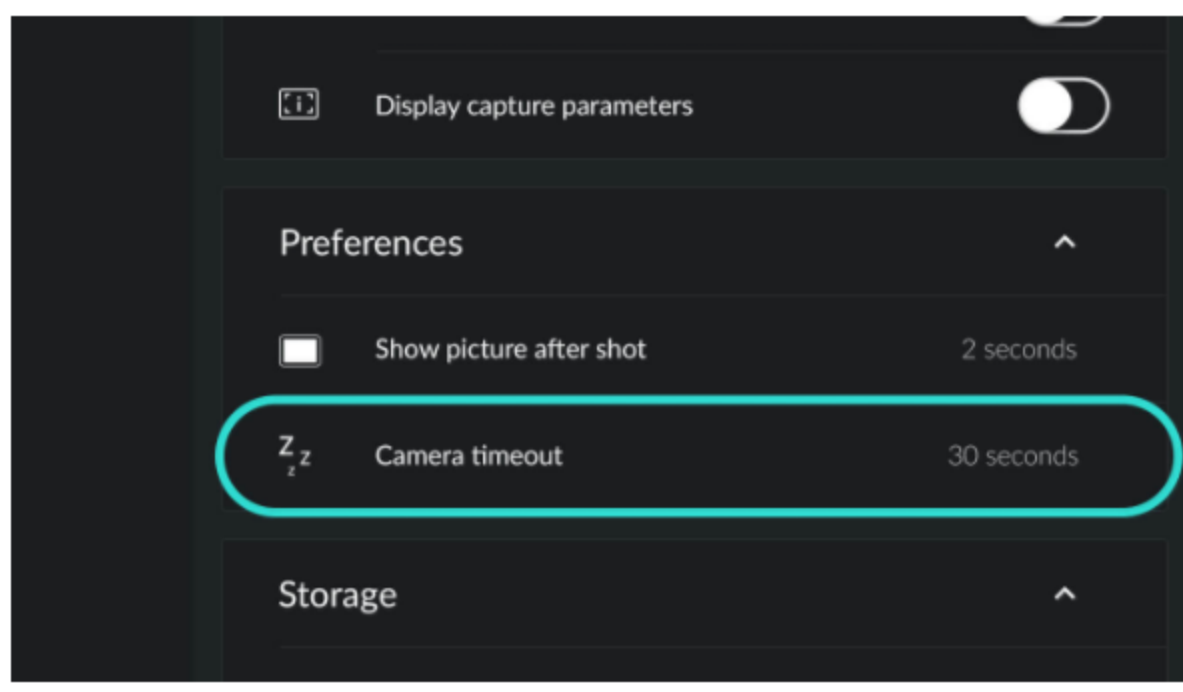 Display capture parameters
Preferences
Show picture after shot 2 seconds
Z z z Camera timeout 30 seconds
Storage